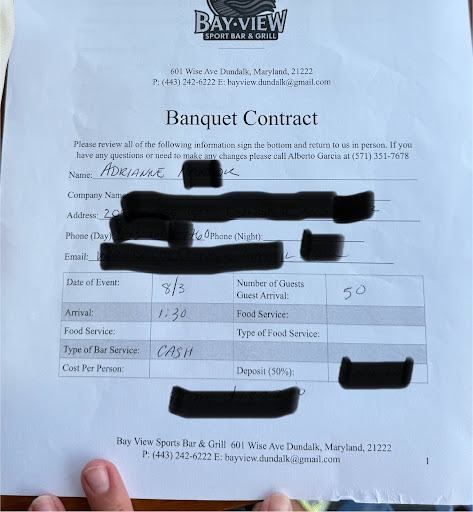 BAY-VIEW
SPORT BAR & GRILL
601 Wise Ave Dundalk, Maryland, 21222
P: (443) 242-6222 E: bayview.dundalk@gmail.com
Banquet Contract
Please review all of the following information sign the bottom and return to us in person. If you
have any questions or need to make any changes please call Alberto Garcia at (571) 351-7678
Name: ADRIANNE
Company Name
Address: 20
Phone (Day) 60 Phone (Night):
Email:
Date of Event: 8/3 Number of Guests 50
Guest Arrival:
Arrival: 1:30 Food Service:
Food Service: Type of Food Service:
Type of Bar Service: CASH
Cost Per Person: Deposit (50%):
Bay View Sports Bar & Grill 601 Wise Ave Dundalk, Maryland, 21222
P: (443) 242-6222 E: bayview.dundalk@gmail.com
1